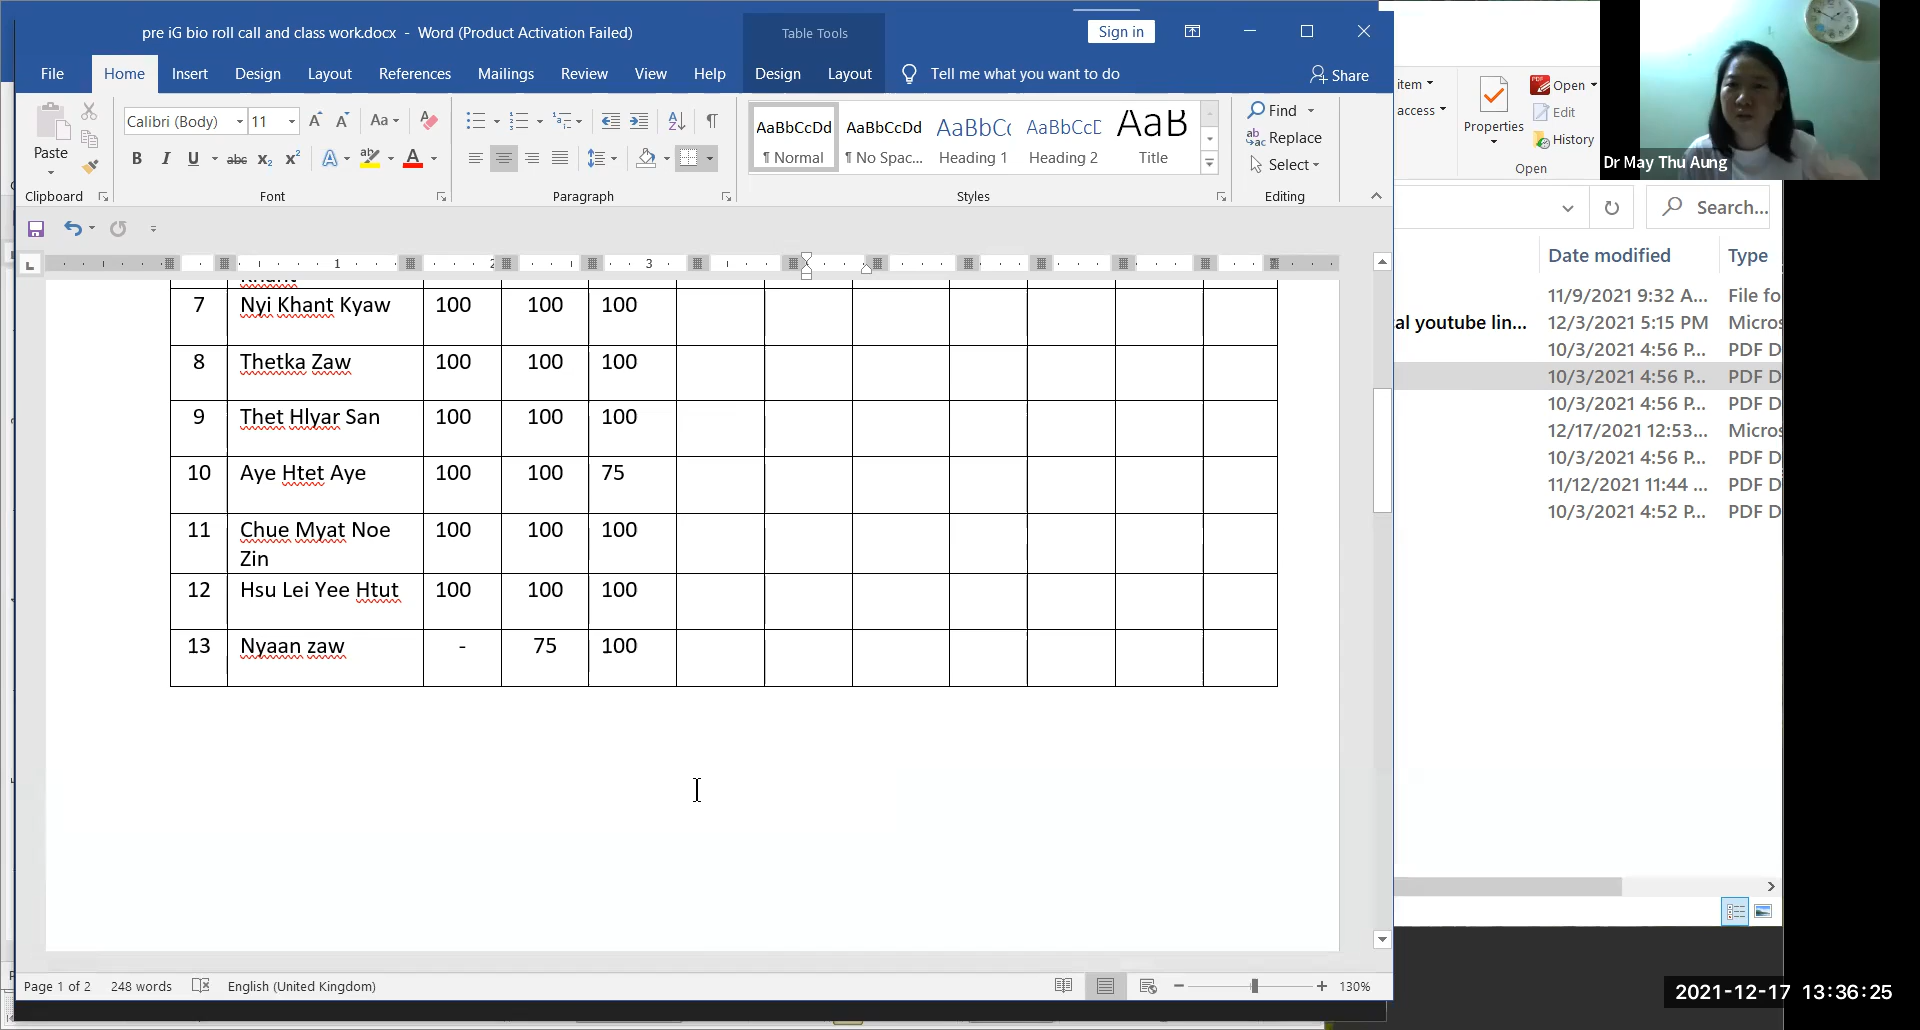 pre iG bio roll call and class work.docx - Word (Product Activation Failed)
Table Tools
Sign in
File Home Insert Design Layout References Mailings Review View Help Design Layout Tell me what you want to do Share
Paste
Calibri (Body) 11
Aa
B I U abc X₂ X² A ab A
AaBbCcDd AaBbCcDd AaBbC AaBbCcD AaB
¶ Normal ¶ No Spac... Heading 1 Heading 2 Title
Find
Replace
Select
Clipboard Font Paragraph Styles Editing
1 2 3
7 Nyi Khant Kyaw 100 100 100
8 Thetka Zaw 100 100 100
9 Thet Hlyar San 100 100 100
10 Aye Htet Aye 100 100 75
11 Chue Myat Noe Zin 100 100 100
12 Hsu Lei Yee Htut 100 100 100
13 Nyaan zaw - 75 100
Page 1 of 2 248 words English (United Kingdom) 130%
item
access
Properties
Open
Edit
History
Open
Dr May Thu Aung
Search...
Date modified Type
11/9/2021 9:32 A... File fo
al youtube lin... 12/3/2021 5:15 PM Micros
10/3/2021 4:56 P... PDF D
10/3/2021 4:56 P... PDF D
10/3/2021 4:56 P... PDF D
12/17/2021 12:53... Micros
10/3/2021 4:56 P... PDF D
11/12/2021 11:44 ... PDF D
10/3/2021 4:52 P... PDF D
2021-12-17 13:36:25